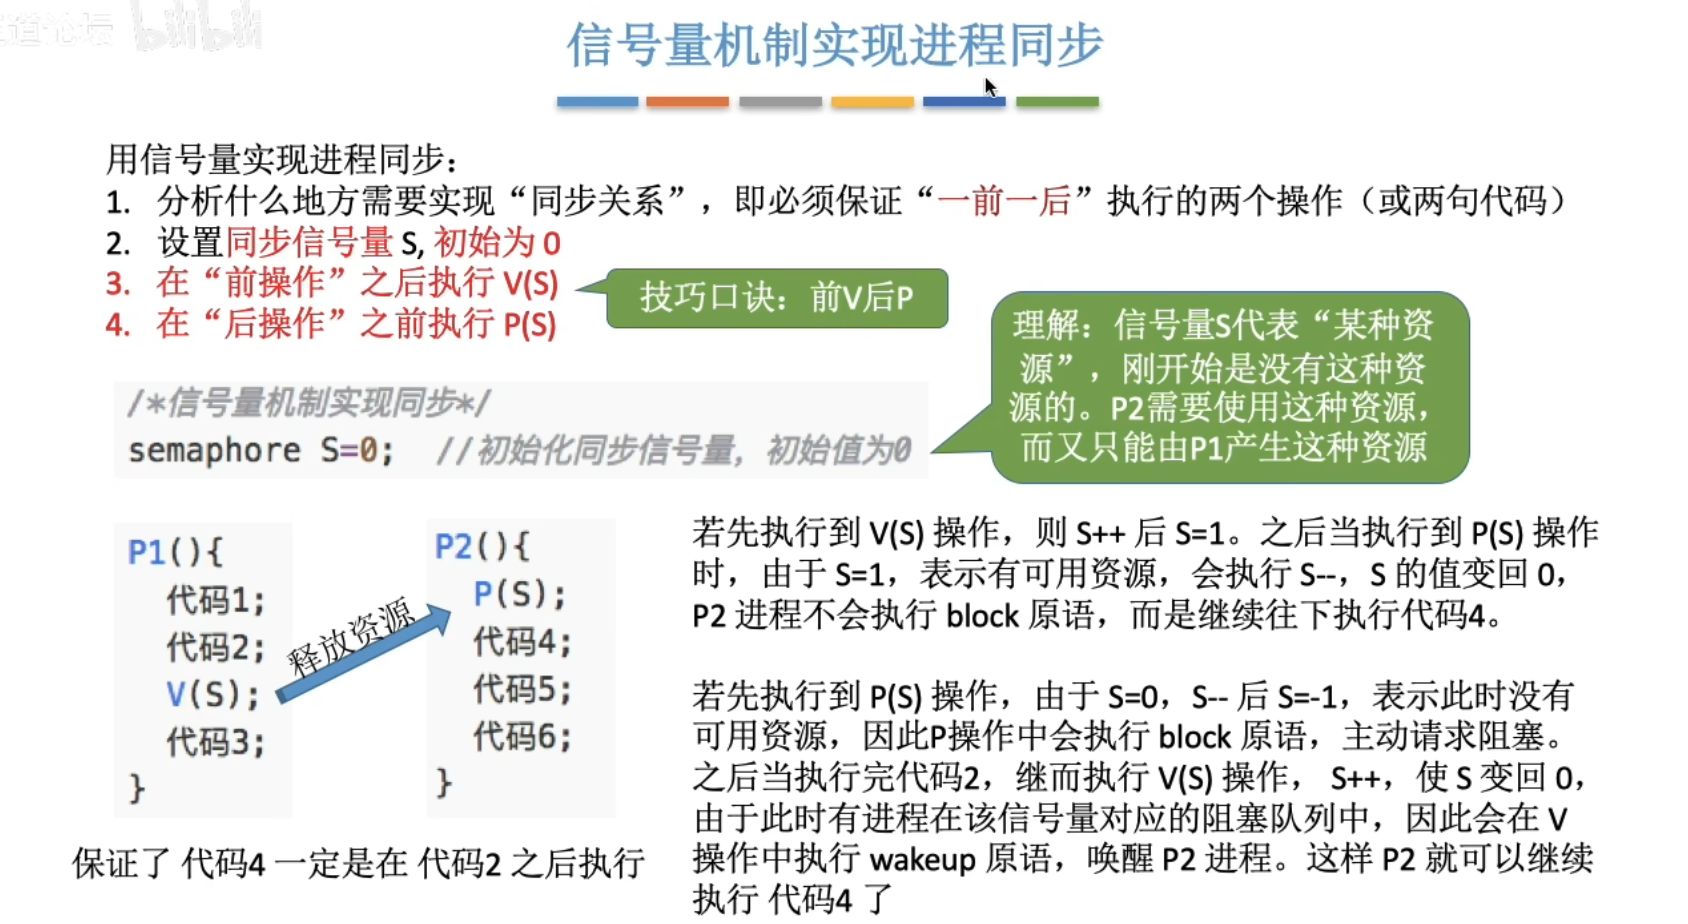 道论坛 bilibili
信号量机制实现进程同步
用信号量实现进程同步：
1. 分析什么地方需要实现“同步关系”，即必须保证“一前一后”执行的两个操作（或两句代码）
2. 设置同步信号量 S, 初始为 0
3. 在“前操作”之后执行 V(S)
4. 在“后操作”之前执行 P(S)
技巧口诀：前V后P
理解：信号量S代表“某种资
源”，刚开始是没有这种资
源的。P2需要使用这种资源，
而又只能由P1产生这种资源
/*信号量机制实现同步*/
semaphore S=0; //初始化同步信号量，初始值为0
P1(){
代码1;
代码2;
V(S);
代码3;
}
释放资源
P2(){
P(S);
代码4;
代码5;
代码6;
}
保证了 代码4 一定是在 代码2 之后执行
若先执行到 V(S) 操作，则 S++ 后 S=1。之后当执行到 P(S) 操作
时，由于 S=1，表示有可用资源，会执行 S--，S 的值变回 0，
P2 进程不会执行 block 原语，而是继续往下执行代码4。
若先执行到 P(S) 操作，由于 S=0，S-- 后 S=-1，表示此时没有
可用资源，因此P操作中会执行 block 原语，主动请求阻塞。
之后当执行完代码2，继而执行 V(S) 操作， S++，使 S 变回 0，
由于此时有进程在该信号量对应的阻塞队列中，因此会在 V
操作中执行 wakeup 原语，唤醒 P2 进程。这样 P2 就可以继续
执行 代码4 了